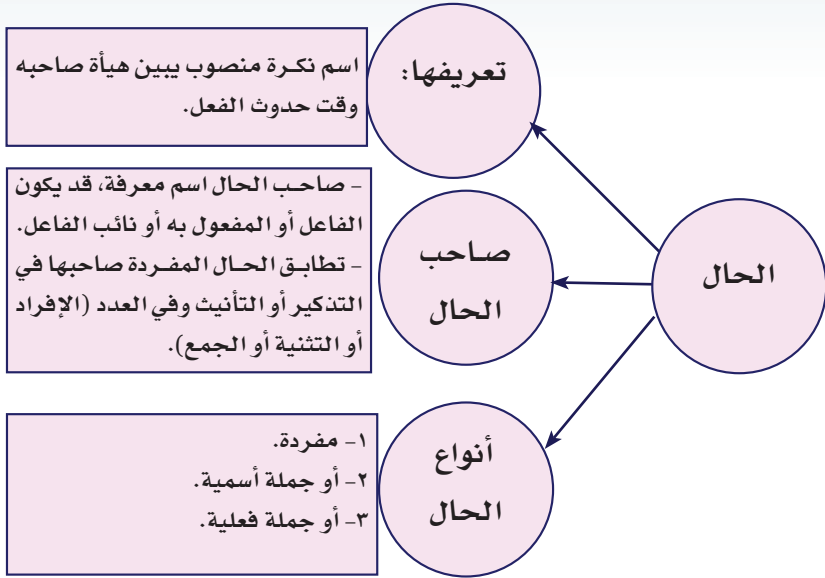 الحال
تعريفها:
اسم نكرة منصوب يبين هيأة صاحبه
وقت حدوث الفعل.
صاحب
الحال
- صاحب الحال اسم معرفة، قد يكون
الفاعل أو المفعول به أو نائب الفاعل.
- تطابق الحال المفردة صاحبها في
التذكير أو التأنيث وفي العدد (الإفراد
أو التثنية أو الجمع).
أنواع
الحال
١- مفردة.
٢- أو جملة أسمية.
٣- أو جملة فعلية.